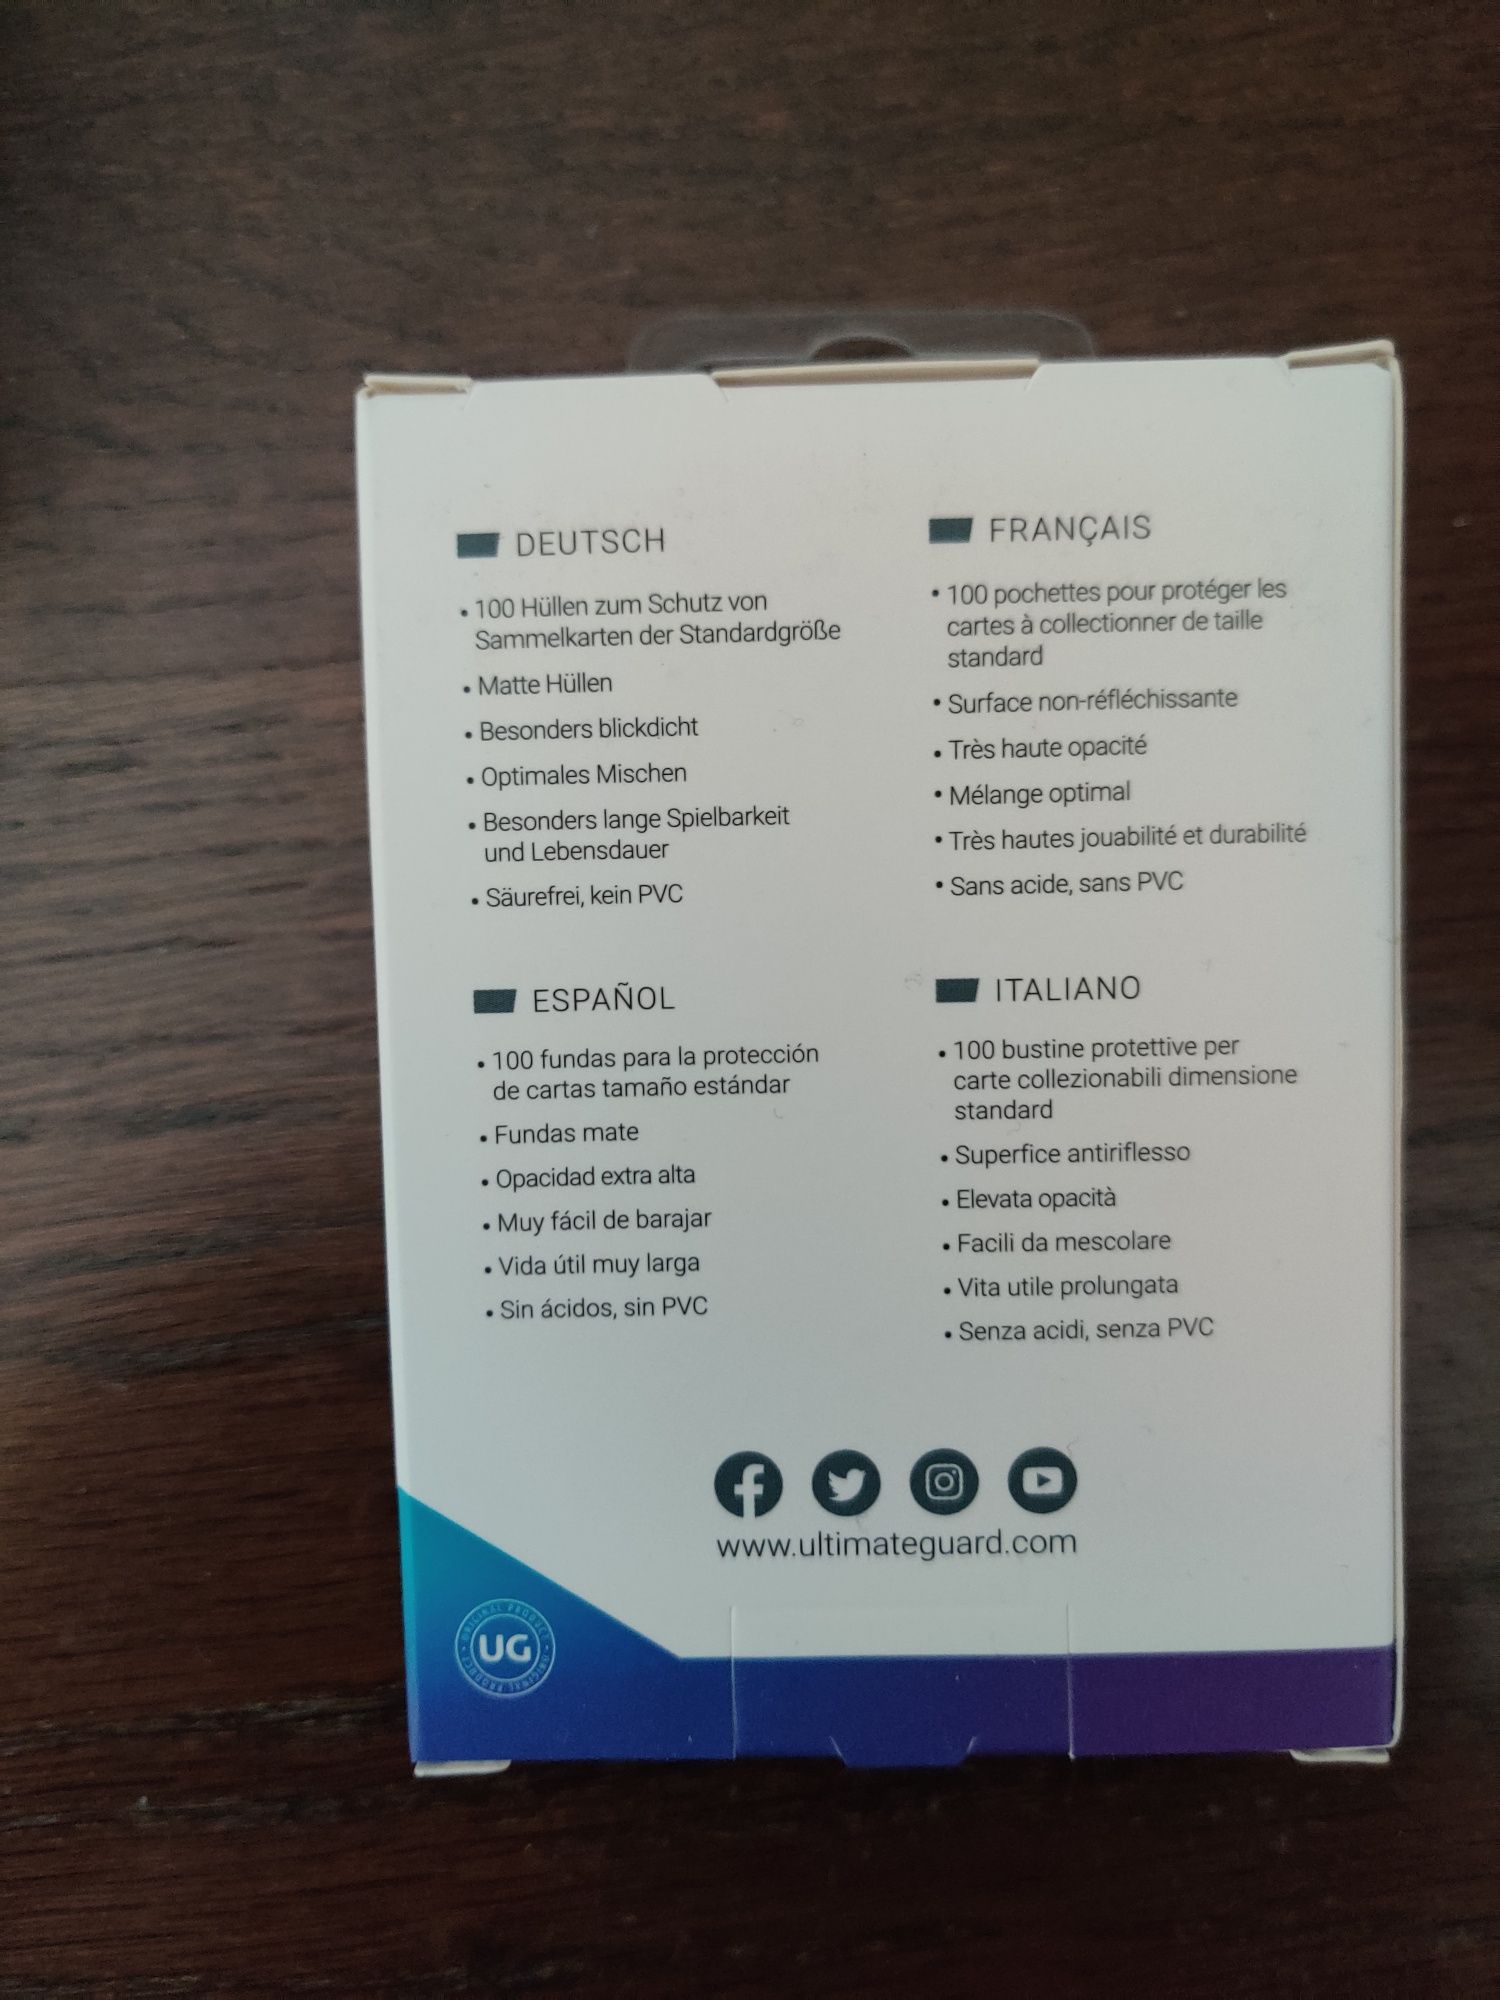 DEUTSCH
• 100 Hüllen zum Schutz von
Sammelkarten der Standardgröße
• Matte Hüllen
• Besonders blickdicht
• Optimales Mischen
• Besonders lange Spielbarkeit
und Lebensdauer
• Säurefrei, kein PVC
FRANÇAIS
• 100 pochettes pour protéger les
cartes à collectionner de taille
standard
• Surface non-réfléchissante
• Très haute opacité
• Mélange optimal
• Très hautes jouabilité et durabilité
• Sans acide, sans PVC
ESPAÑOL
• 100 fundas para la protección
de cartas tamaño estándar
• Fundas mate
• Opacidad extra alta
• Muy fácil de barajar
• Vida útil muy larga
• Sin ácidos, sin PVC
ITALIANO
• 100 bustine protettive per
carte collezionabili dimensione
standard
• Superfice antiriflesso
• Elevata opacità
• Facili da mescolare
• Vita utile prolungata
• Senza acidi, senza PVC
www.ultimateguard.com
ORIGINAL PRODUCT • ORIGINAL PRODUCT •
UG